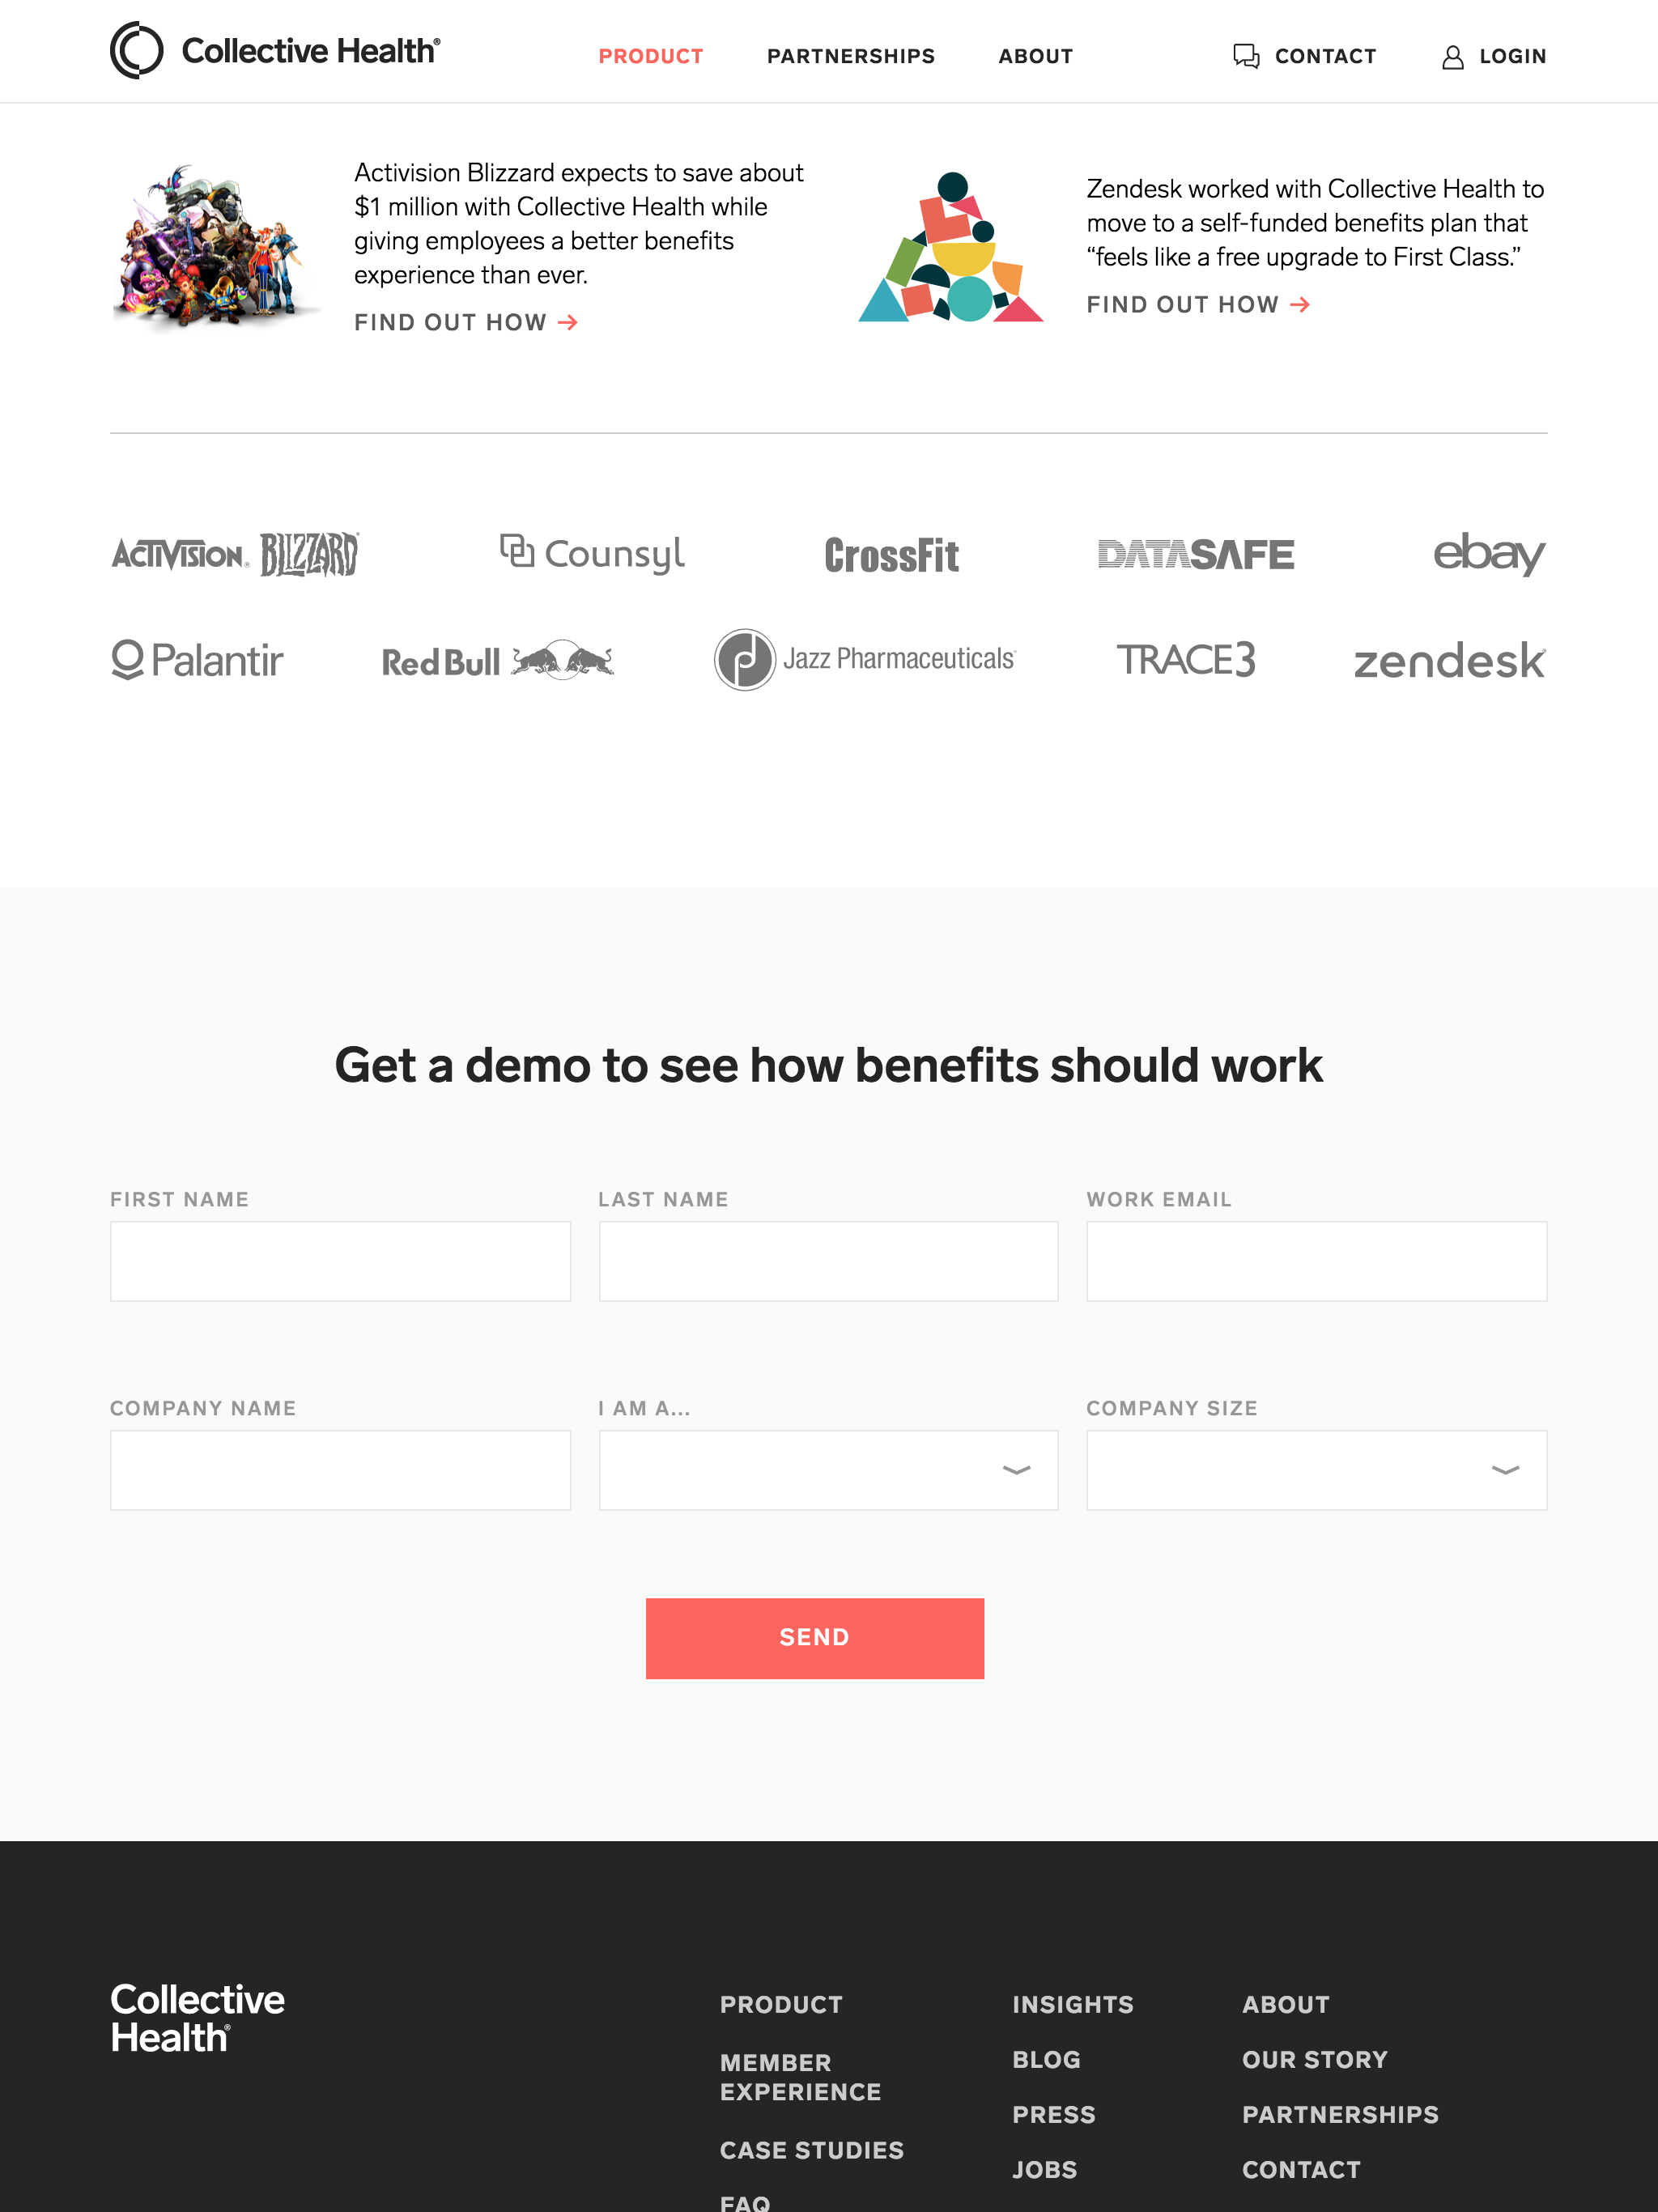 Collective Health®
PRODUCT
PARTNERSHIPS
ABOUT
CONTACT
LOGIN
Activision Blizzard expects to save about
$1 million with Collective Health while
giving employees a better benefits
experience than ever.
FIND OUT HOW →
Zendesk worked with Collective Health to
move to a self-funded benefits plan that
“feels like a free upgrade to First Class.”
FIND OUT HOW →
ACTIVISION® BLIZZARD
Counsyl
CrossFit
DATASAFE
ebay
Palantir
Red Bull
Jazz Pharmaceuticals
TRACE3
zendesk
Get a demo to see how benefits should work
FIRST NAME
LAST NAME
WORK EMAIL
COMPANY NAME
I AM A...
COMPANY SIZE
SEND
Collective
Health®
PRODUCT
MEMBER
EXPERIENCE
CASE STUDIES
FAQ
INSIGHTS
BLOG
PRESS
JOBS
ABOUT
OUR STORY
PARTNERSHIPS
CONTACT